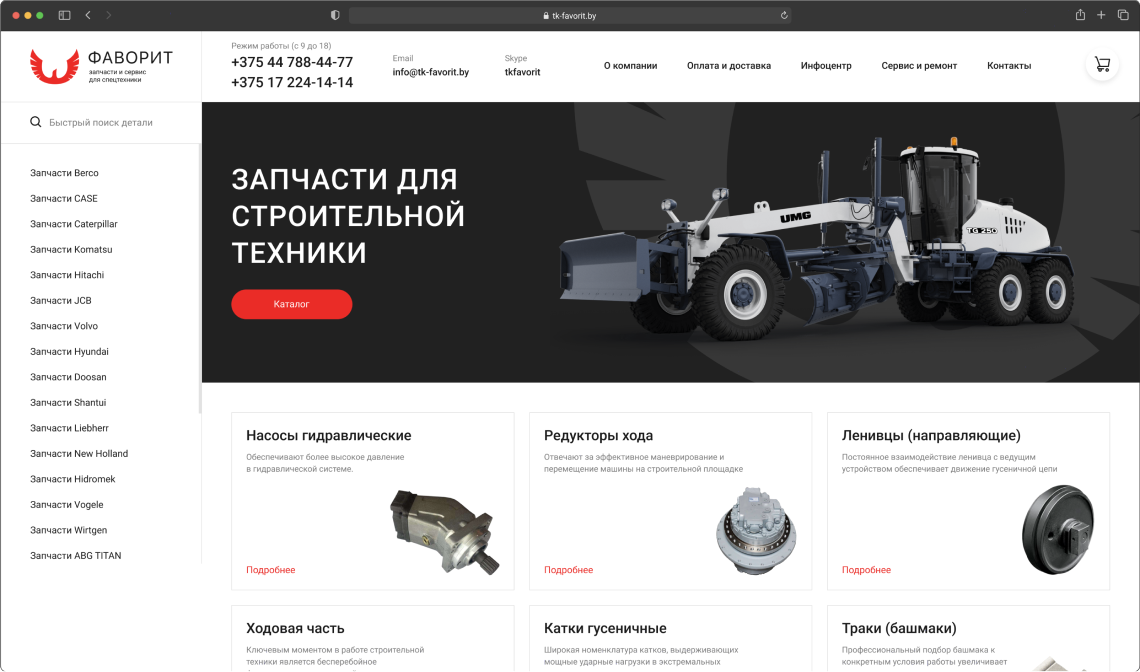 tk-favorit.by
ФАВОРИТ
запчасти и сервис
для спецтехники
Режим работы (с 9 до 18)
+375 44 788-44-77
+375 17 224-14-14
Email
info@tk-favorit.by
Skype
tkfavorit
О компании
Оплата и доставка
Инфоцентр
Сервис и ремонт
Контакты
Быстрый поиск детали
Запчасти Berco
Запчасти CASE
Запчасти Caterpillar
Запчасти Komatsu
Запчасти Hitachi
Запчасти JCB
Запчасти Volvo
Запчасти Hyundai
Запчасти Doosan
Запчасти Shantui
Запчасти Liebherr
Запчасти New Holland
Запчасти Hidromek
Запчасти Vogele
Запчасти Wirtgen
Запчасти ABG TITAN
ЗАПЧАСТИ ДЛЯ
СТРОИТЕЛЬНОЙ
ТЕХНИКИ
Каталог
UMG
TG 250
Насосы гидравлические
Обеспечивают более высокое давление
в гидравлической системе.
Подробнее
Редукторы хода
Отвечают за эффективное маневрирование и
перемещение машины на строительной площадке
Подробнее
Ленивцы (направляющие)
Постоянное взаимодействие ленивца с ведущим
устройством обеспечивает движение гусеничной цепи
Подробнее
Ходовая часть
Ключевым моментом в работе строительной
техники является бесперебойное
Катки гусеничные
Широкая номенклатура катков, выдерживающих
мощные ударные нагрузки в экстремальных
Траки (башмаки)
Профессиональный подбор башмака к
конкретным условия работы увеличивает